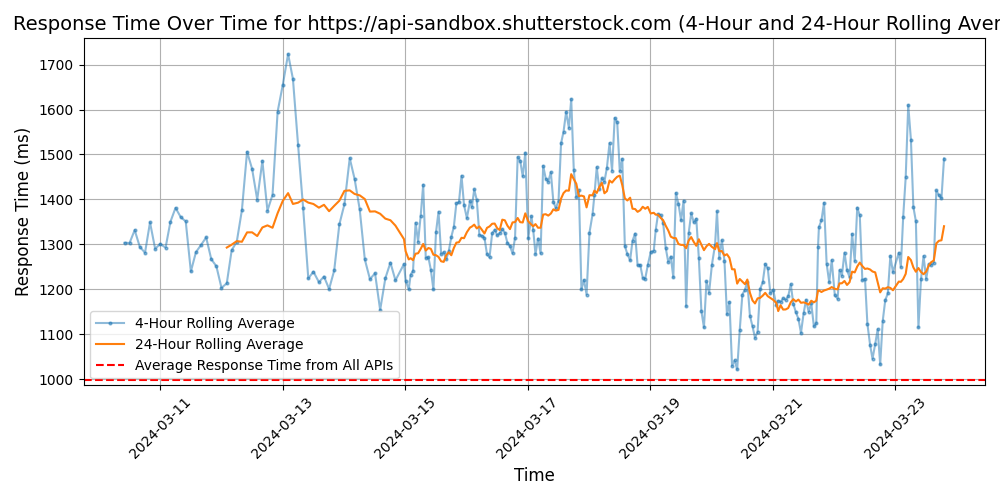 Response Time Over Time for https://api-sandbox.shutterstock.com (4-Hour and 24-Hour Rolling Aver
Response Time (ms)
1700
1600
1500
1400
1300
1200
1100
1000
4-Hour Rolling Average
24-Hour Rolling Average
Average Response Time from All APIs
2024-03-11
2024-03-13
2024-03-15
2024-03-17
2024-03-19
2024-03-21
2024-03-23
Time